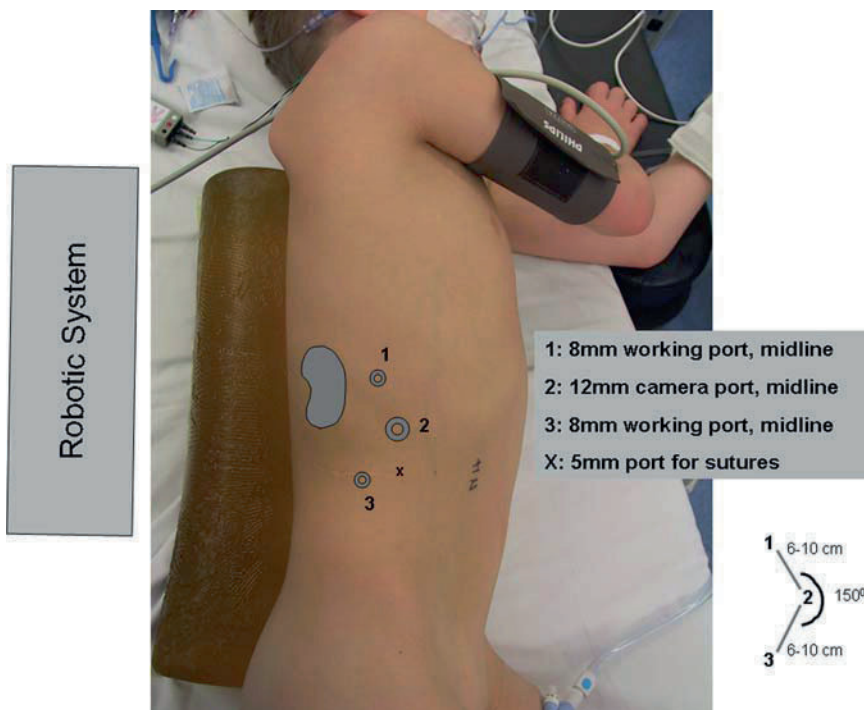 Robotic System
PHILIPS
1
2
3
x
1: 8mm working port, midline
2: 12mm camera port, midline
3: 8mm working port, midline
X: 5mm port for sutures
1
6-10 cm
2
150⁰
6-10 cm
3